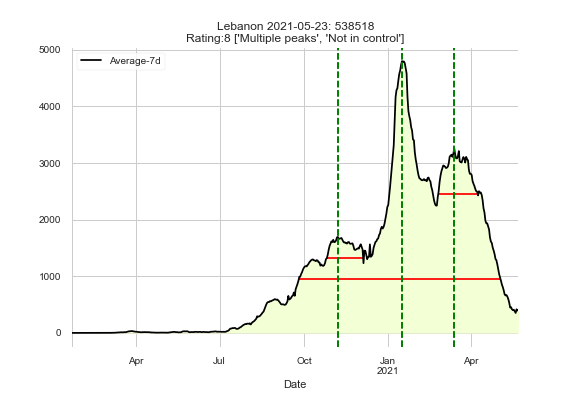 Lebanon 2021-05-23: 538518
Rating:8 ['Multiple peaks', 'Not in control']
Average-7d
5000
4000
3000
2000
1000
0
Apr
Jul
Oct
Jan
2021
Apr
Date